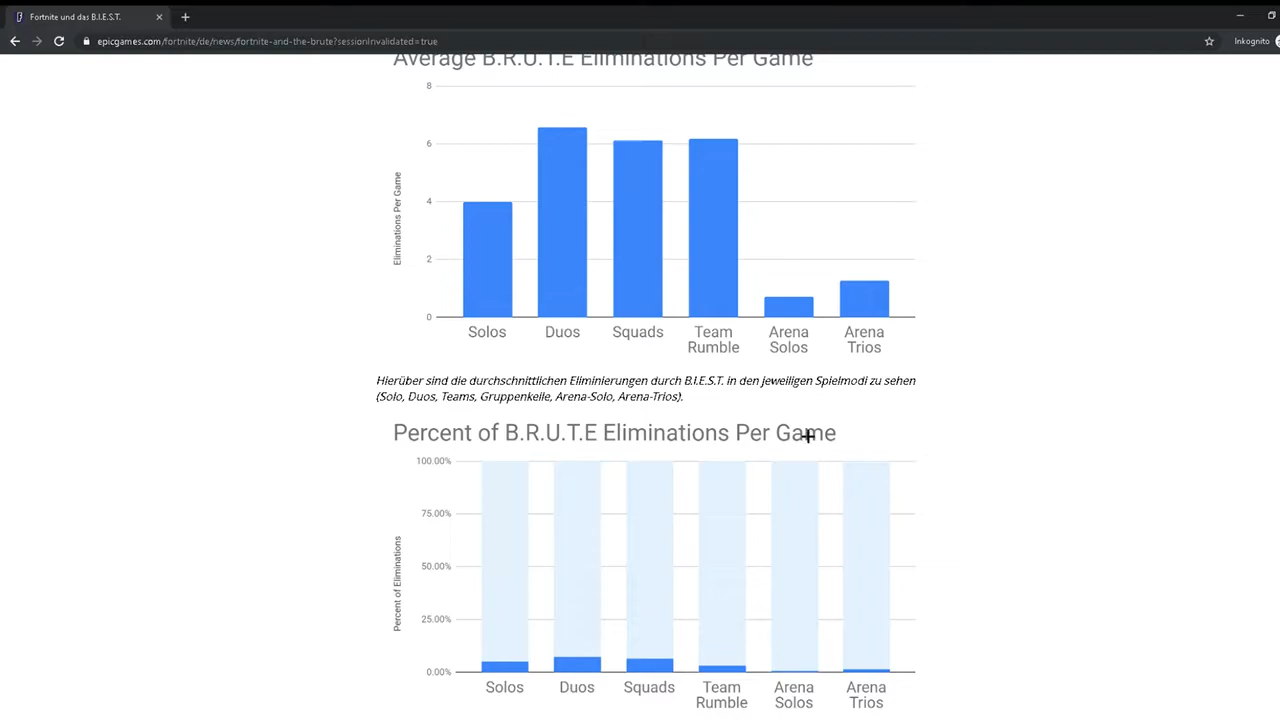 Fortnite und das B.I.E.S.T.
epicgames.com/fortnite/de/news/fortnite-and-the-brute?sessionInvalidated=true
Inkognito
Average B.R.U.T.E Eliminations Per Game
8
6
4
2
0
Eliminations Per Game
Solos
Duos
Squads
Team Rumble
Arena Solos
Arena Trios
Hierüber sind die durchschnittlichen Eliminierungen durch B.I.E.S.T. in den jeweiligen Spielmodi zu sehen
(Solo, Duos, Teams, Gruppenkeile, Arena-Solo, Arena-Trios).
Percent of B.R.U.T.E Eliminations Per Game
100.00%
75.00%
50.00%
25.00%
0.00%
Percent of Eliminations
Solos
Duos
Squads
Team Rumble
Arena Solos
Arena Trios